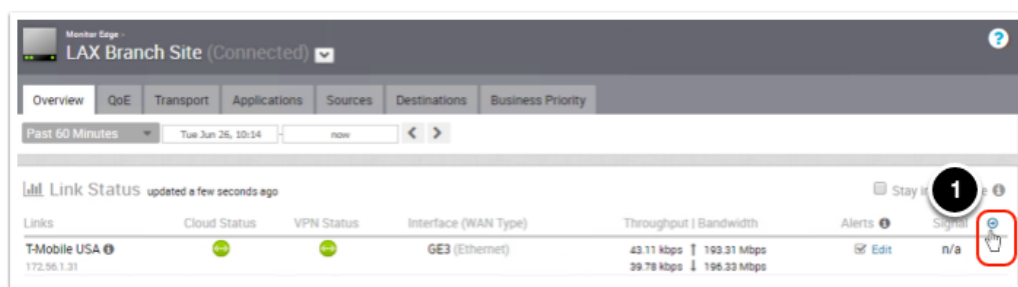 Monitor Edge ›
LAX Branch Site (Connected)
?
Overview QoE Transport Applications Sources Destinations Business Priority
Past 60 Minutes Tue Jun 26, 10:14 - now
Link Status updated a few seconds ago
Stay
1
Links Cloud Status VPN Status Interface (WAN Type) Throughput | Bandwidth Alerts Signal
T-Mobile USA GE3 (Ethernet) 43.11 kbps ↑ 193.31 Mbps Edit n/a
172.56.1.31 39.78 kbps ↓ 196.33 Mbps